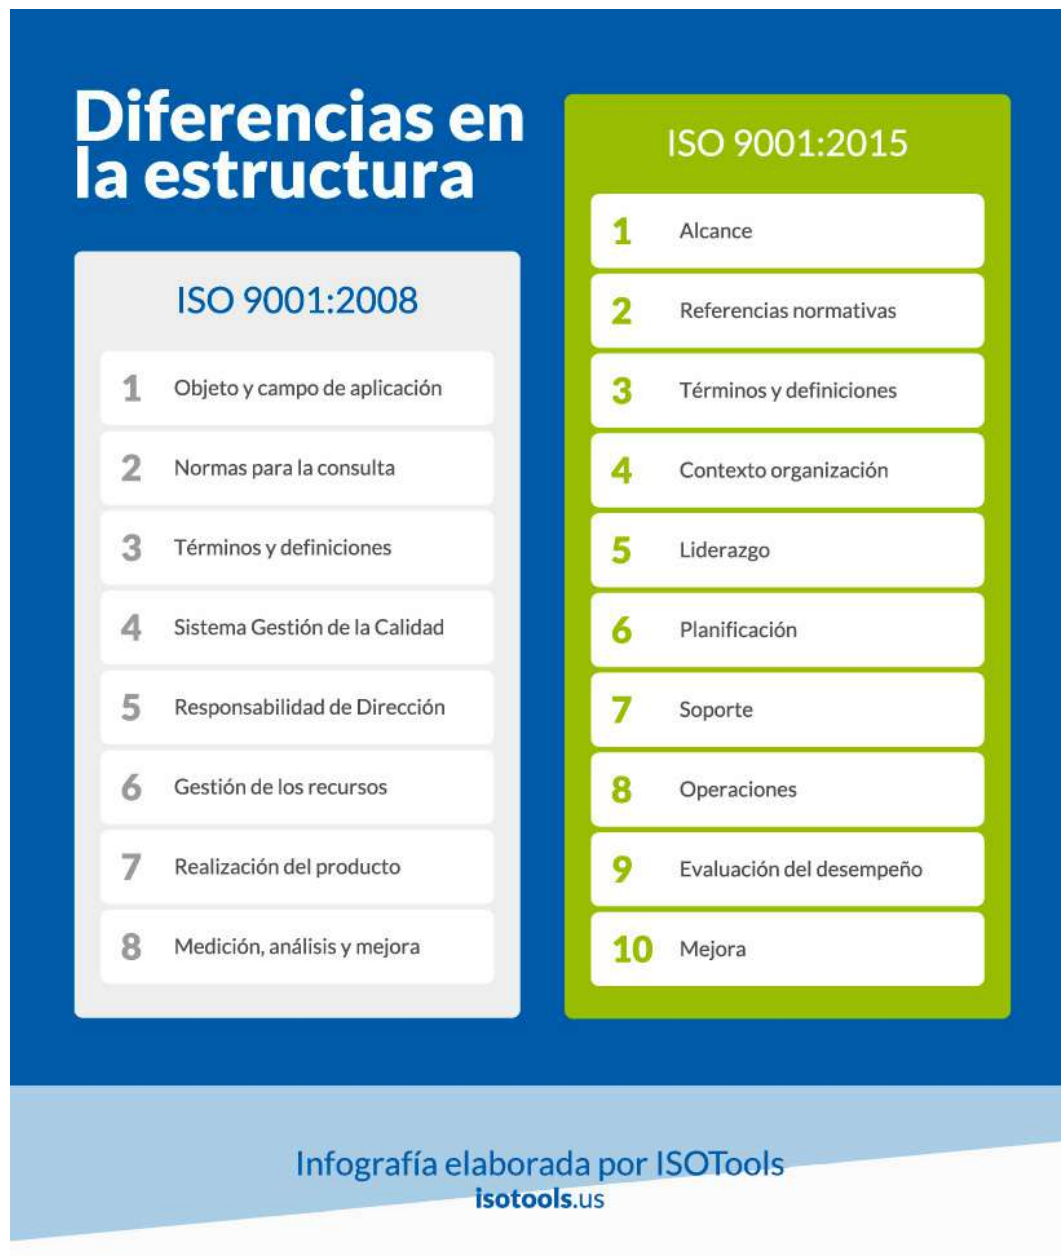 Diferencias en
la estructura
ISO 9001:2008
1 Objeto y campo de aplicación
2 Normas para la consulta
3 Términos y definiciones
4 Sistema Gestión de la Calidad
5 Responsabilidad de Dirección
6 Gestión de los recursos
7 Realización del producto
8 Medición, análisis y mejora
ISO 9001:2015
1 Alcance
2 Referencias normativas
3 Términos y definiciones
4 Contexto organización
5 Liderazgo
6 Planificación
7 Soporte
8 Operaciones
9 Evaluación del desempeño
10 Mejora
Infografía elaborada por ISOTools
isotools.us